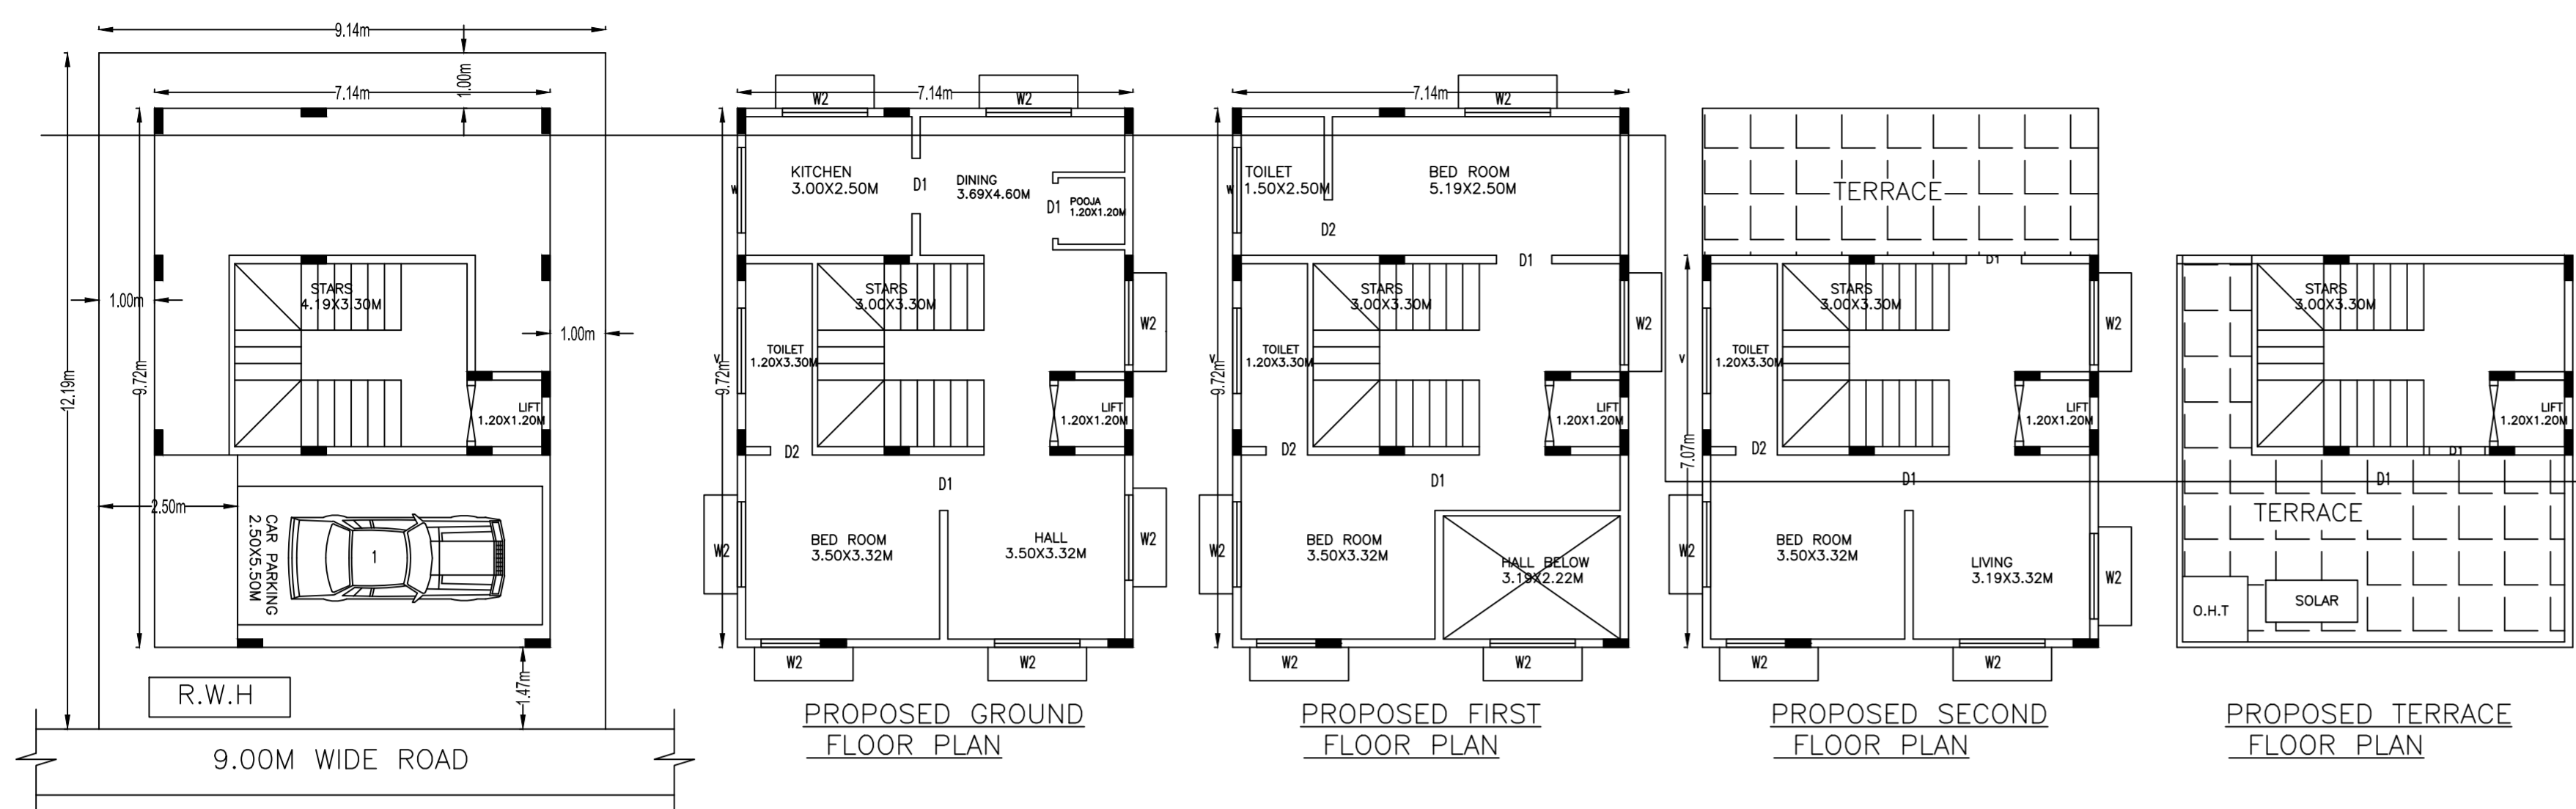 9.14m
1.00m
7.14m
12.19m
9.72m
1.00m
STARS
4.19X3.30M
1.00m
LIFT
1.20X1.20M
2.50m
CAR PARKING
2.50X5.50M
1
1.47m
R.W.H
9.00M WIDE ROAD
W2
7.14m
W2
KITCHEN
3.00X2.50M
D1
DINING
3.69X4.60M
W
D1
POOJA
1.20X1.20M
STARS
3.00X3.30M
W2
TOILET
1.20X3.30M
V
9.72m
LIFT
1.20X1.20M
D2
D1
BED ROOM
3.50X3.32M
HALL
3.50X3.32M
W2
W2
W2
W2
PROPOSED GROUND
FLOOR PLAN
7.14m
W2
TOILET
1.50X2.50M
BED ROOM
5.19X2.50M
W
D2
D1
STARS
3.00X3.30M
W2
TOILET
1.20X3.30M
V
9.72m
LIFT
1.20X1.20M
D2
D1
BED ROOM
3.50X3.32M
HALL BELOW
3.19X2.22M
W2
W2
W2
PROPOSED FIRST
FLOOR PLAN
TERRACE
D1
STARS
3.00X3.30M
W2
TOILET
1.20X3.30M
V
7.07m
LIFT
1.20X1.20M
D2
D1
BED ROOM
3.50X3.32M
LIVING
3.19X3.32M
W2
W2
W2
W2
PROPOSED SECOND
FLOOR PLAN
STARS
3.00X3.30M
LIFT
1.20X1.20M
D1
D1
TERRACE
O.H.T
SOLAR
PROPOSED TERRACE
FLOOR PLAN